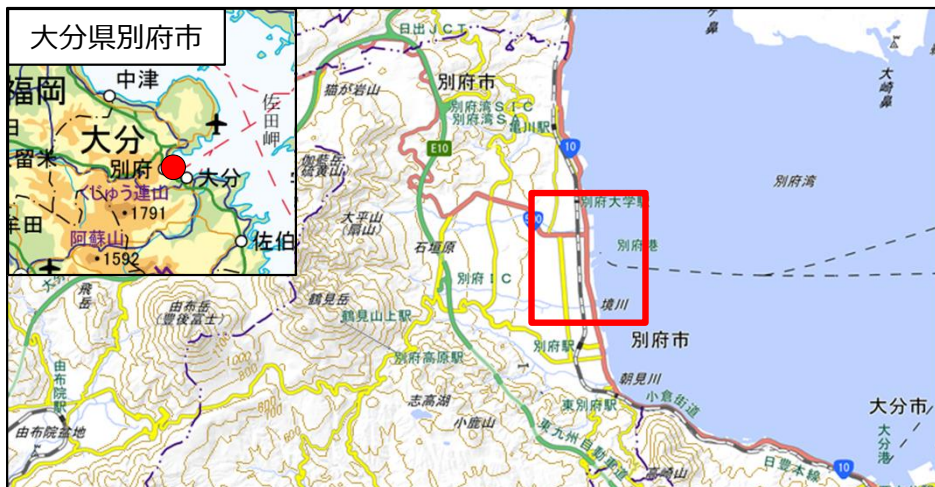 大分県別府市
中津
福岡
大分
佐田岬
別府
大分
くじゅう連山
・1791
阿蘇山
・1592
佐伯
日出JCT
別府市
猫が岩山
別府湾SIC
別府湾SA
亀川駅
E10
10
伽藍岳
硫黄山
大平山
(扇山)
石垣原
別府大学駅
別府湾
大崎鼻
別府港
別府IC
境川
由布岳
(豊後富士)
鶴見岳
鶴見山上駅
飛岳
別府高原駅
別府駅
別府市
朝見川
小倉街道
由布院駅
志高湖
東別府駅
大分市
由布院盆地
小鹿山
東九州自動車道
高崎山
日豊本線
大分港
10